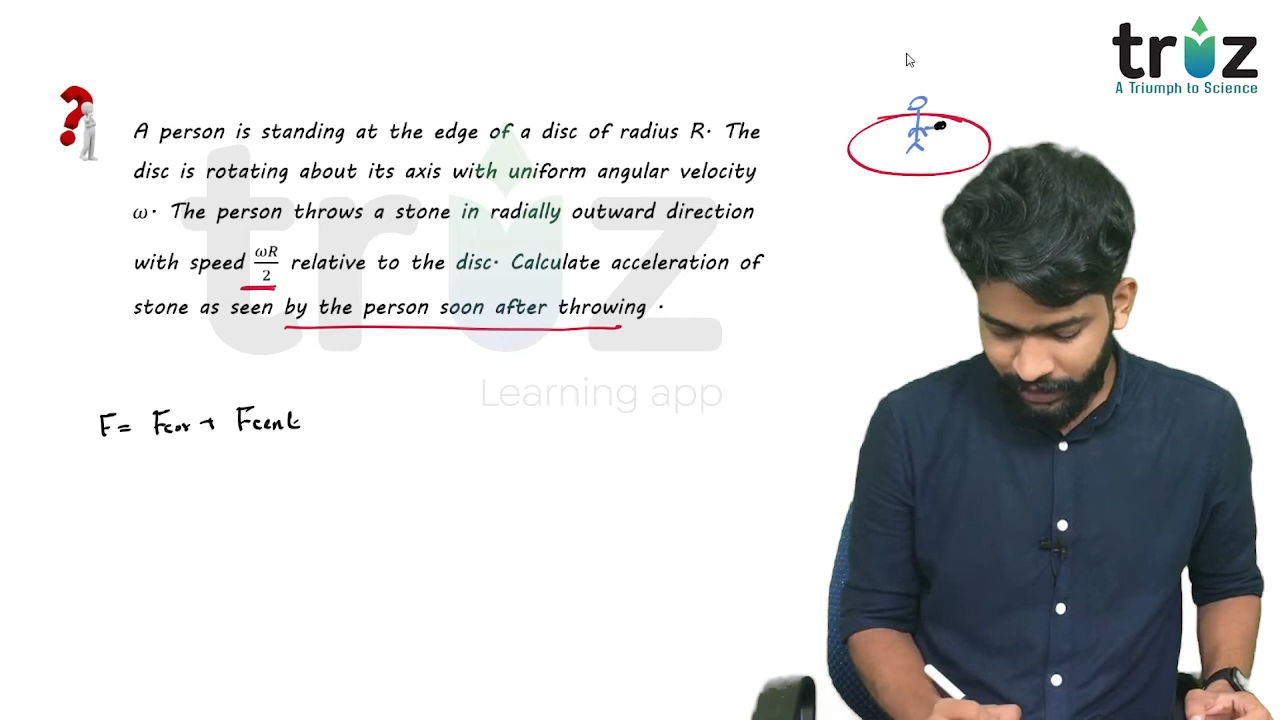 truz
A Triumph to Science
A person is standing at the edge of a disc of radius R. The
disc is rotating about its axis with uniform angular velocity
ω. The person throws a stone in radially outward direction
with speed ωR/2 relative to the disc. Calculate acceleration of
stone as seen by the person soon after throwing .
truz
Learning app
F = Fcor + Fcent